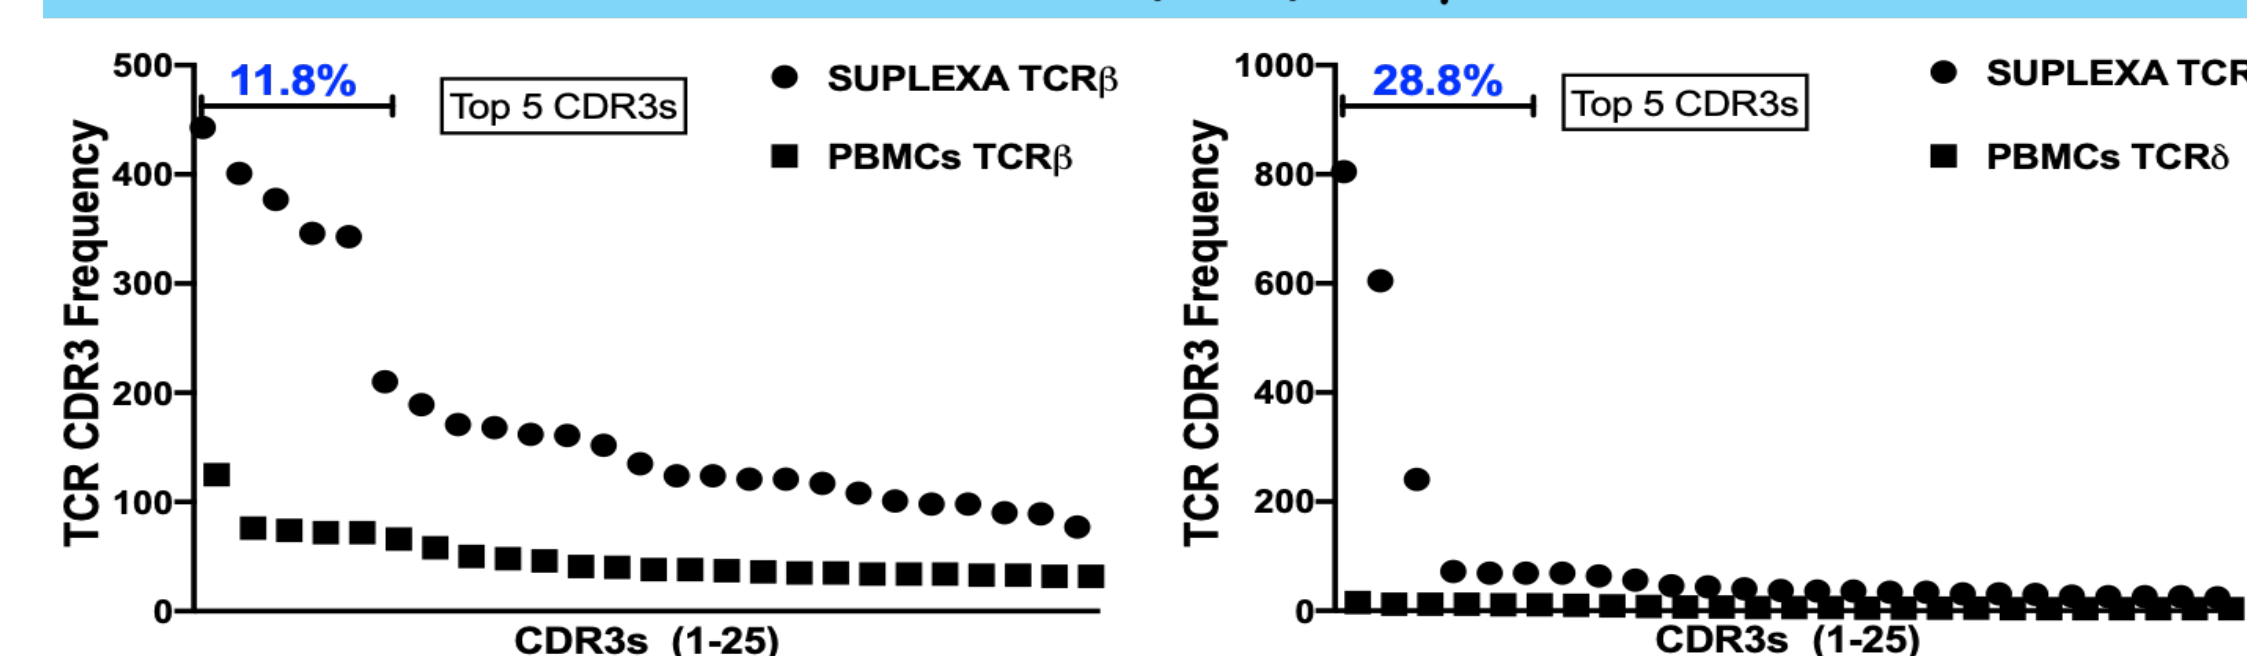 500
400
300
200
100
0
TCR CDR3 Frequency
11.8%
Top 5 CDR3s
SUPLEXA TCRβ
PBMCs TCRβ
CDR3s (1-25)
1000
800
600
400
200
0
TCR CDR3 Frequency
28.8%
Top 5 CDR3s
SUPLEXA TCR
PBMCs TCRδ
CDR3s (1-25)